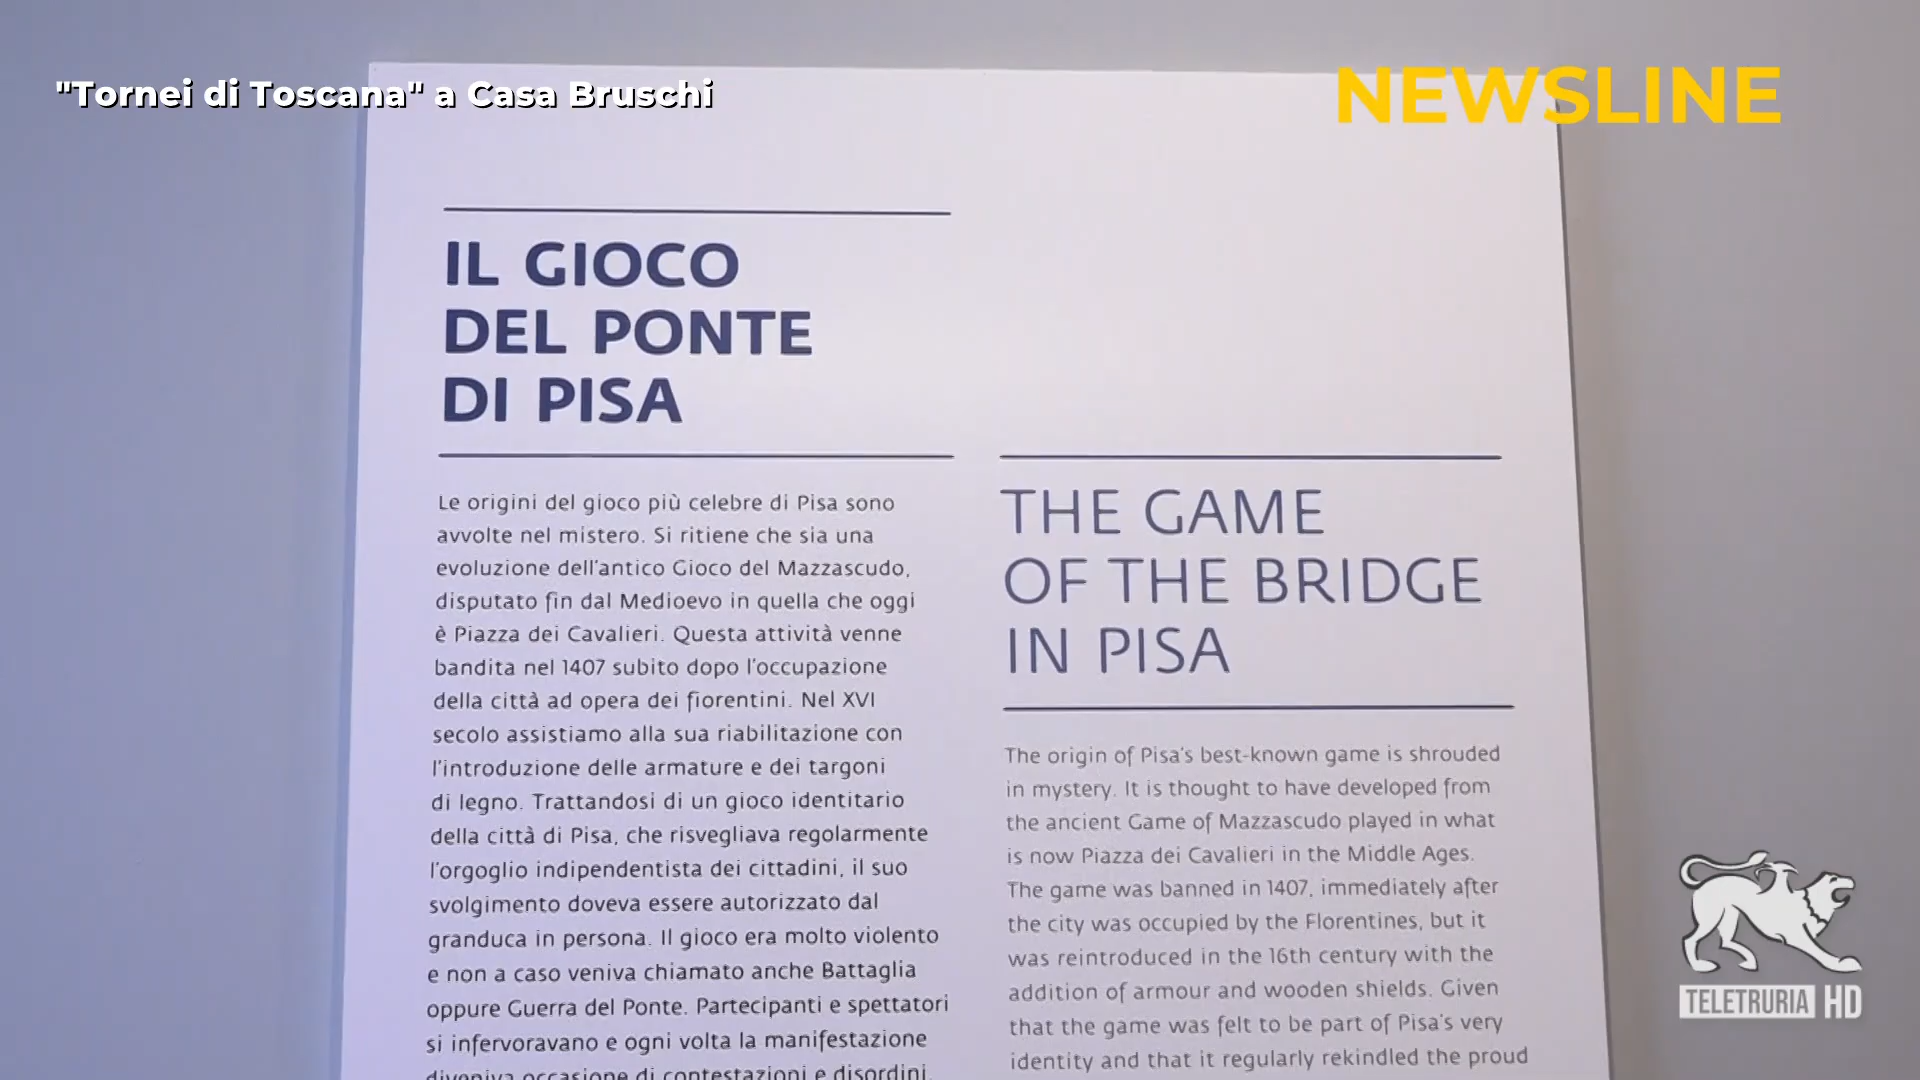 "Tornei di Toscana" a Casa Bruschi
NEWSLINE
IL GIOCO
DEL PONTE
DI PISA
Le origini del gioco più celebre di Pisa sono
avvolte nel mistero. Si ritiene che sia una
evoluzione dell'antico Gioco del Mazzascudo,
disputato fin dal Medioevo in quella che oggi
è Piazza dei Cavalieri. Questa attività venne
bandita nel 1407 subito dopo l'occupazione
della città ad opera dei fiorentini. Nel XVI
secolo assistiamo alla sua riabilitazione con
l'introduzione delle armature e dei targoni
di legno. Trattandosi di un gioco identitario
della città di Pisa, che risvegliava regolarmente
l'orgoglio indipendentista dei cittadini, il suo
svolgimento doveva essere autorizzato dal
granduca in persona. Il gioco era molto violento
e non a caso veniva chiamato anche Battaglia
oppure Guerra del Ponte. Partecipanti e spettatori
si infervoravano e ogni volta la manifestazione
diveniva occasione di contestazioni e disordini.
THE GAME
OF THE BRIDGE
IN PISA
The origin of Pisa's best-known game is shrouded
in mystery. It is thought to have developed from
the ancient Game of Mazzascudo played in what
is now Piazza dei Cavalieri in the Middle Ages.
The game was banned in 1407, immediately after
the city was occupied by the Florentines, but it
was reintroduced in the 16th century with the
addition of armour and wooden shields. Given
that the game was felt to be part of Pisa's very
identity and that it regularly rekindled the proud
TELETRURIA HD